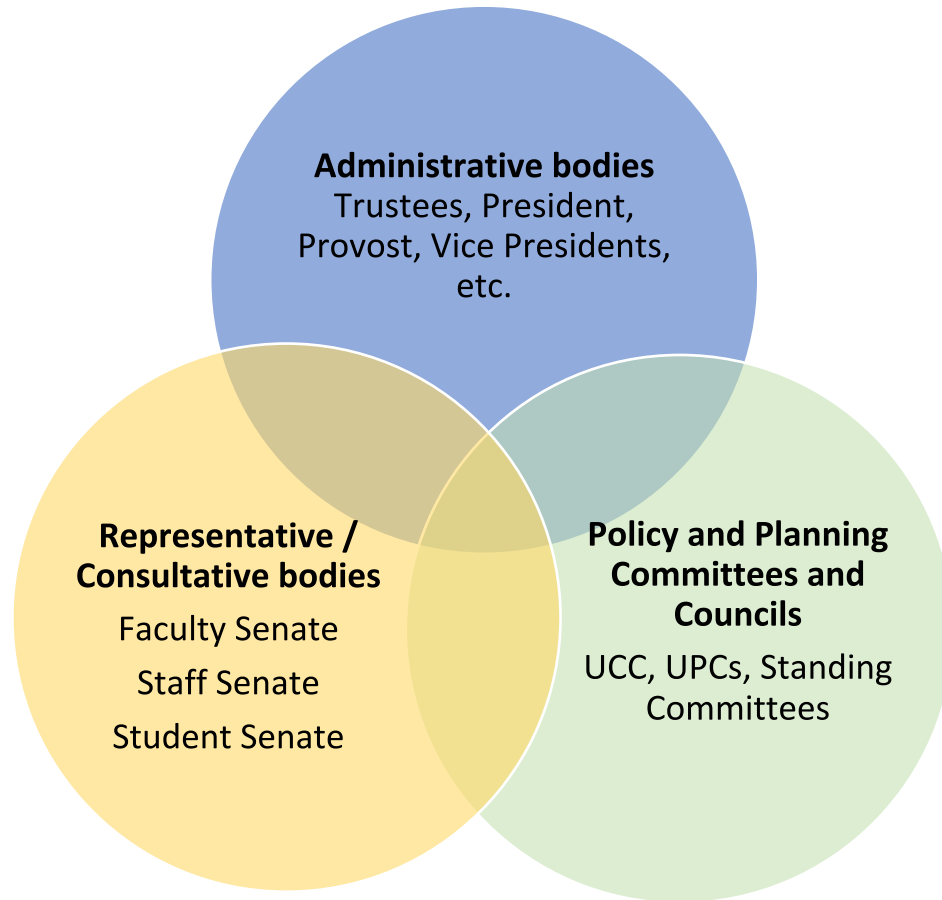 Administrative bodies
Trustees, President,
Provost, Vice Presidents,
etc.
Representative /
Consultative bodies
Faculty Senate
Staff Senate
Student Senate
Policy and Planning
Committees and
Councils
UCC, UPCs, Standing
Committees